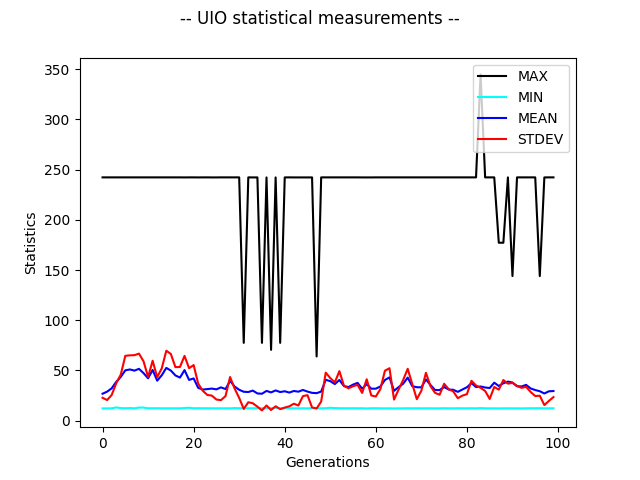 -- UIO statistical measurements --
350
300
250
200
150
100
50
0
Statistics
MAX
MIN
MEAN
STDEV
0 20 40 60 80 100
Generations